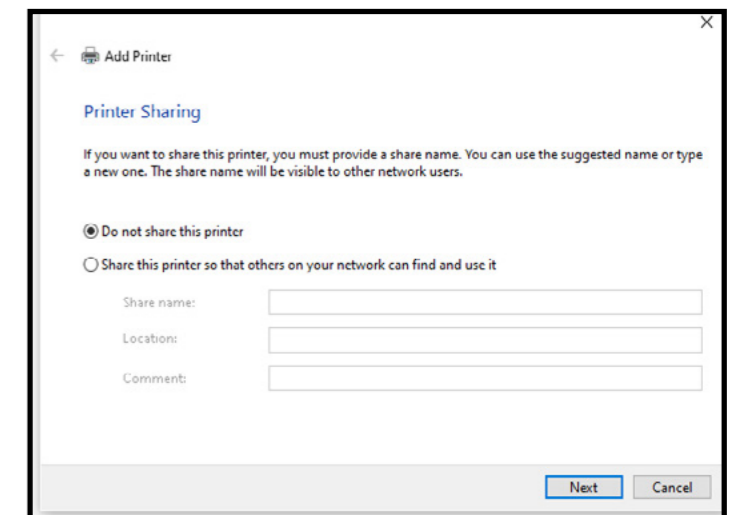 Add Printer
Printer Sharing
If you want to share this printer, you must provide a share name. You can use the suggested name or type
a new one. The share name will be visible to other network users.
Do not share this printer
Share this printer so that others on your network can find and use it
Share name:
Location:
Comment:
Next Cancel